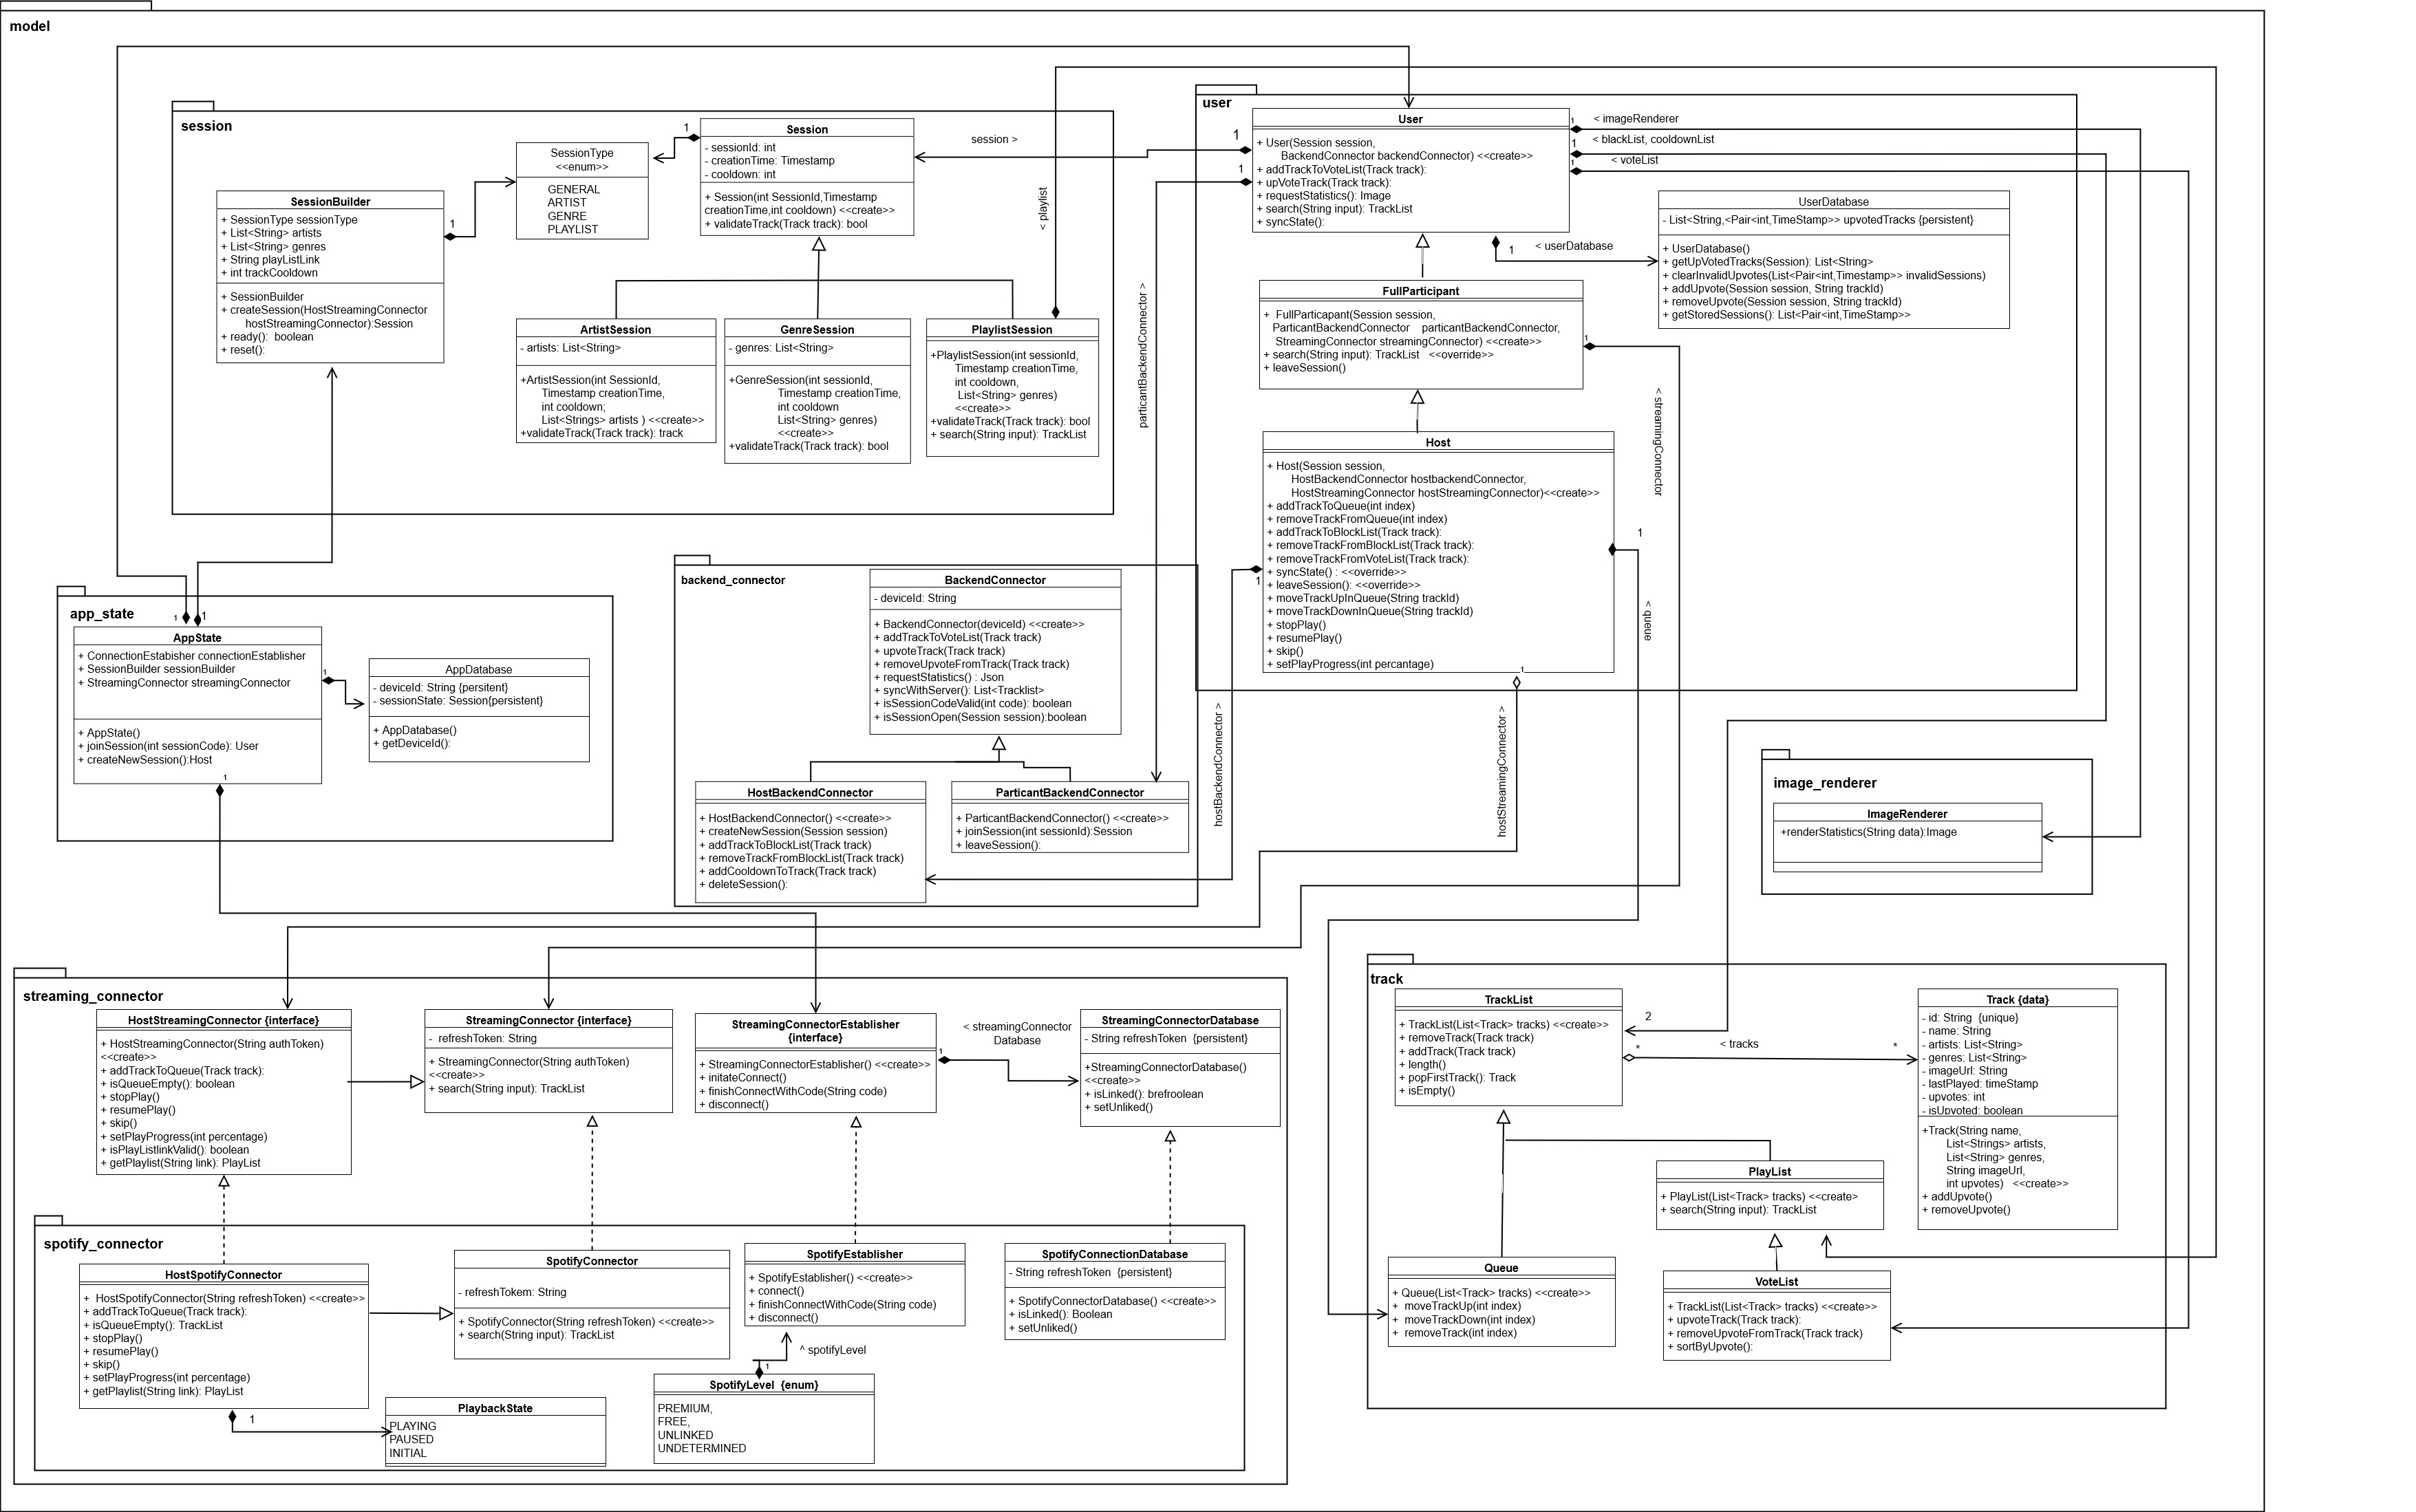 model
session
SessionType
<<enum>>
GENERAL
ARTIST
GENRE
PLAYLIST
1
Session
- sessionId: int
- creationTime: Timestamp
- cooldown: int
+ Session(int SessionId,Timestamp
creationTime,int cooldown) <<create>>
+ validateTrack(Track track): bool
session >
SessionBuilder
+ SessionType sessionType
+ List<String> artists
+ List<String> genres
+ String playListLink
+ int trackCooldown
+ SessionBuilder
+ createSession(HostStreamingConnector
hostStreamingConnector):Session
+ ready(): boolean
+ reset():
1
ArtistSession
- artists: List<String>
+ArtistSession(int SessionId,
Timestamp creationTime,
int cooldown;
List<Strings> artists ) <<create>>
+validateTrack(Track track): track
GenreSession
- genres: List<String>
+GenreSession(int sessionId,
Timestamp creationTime,
int cooldown
List<String> genres)
<<create>>
+validateTrack(Track track): bool
PlaylistSession
+PlaylistSession(int sessionId,
Timestamp creationTime,
int cooldown,
List<String> genres)
<<create>>
+validateTrack(Track track): bool
+ search(String input): TrackList
< playlist
particantBackendConnector >
user
1
1
User
+ User(Session session,
BackendConnector backendConnector) <<create>>
+ addTrackToVoteList(Track track):
+ upVoteTrack(Track track):
+ requestStatistics(): Image
+ search(String input): TrackList
+ syncState():
1
< imageRenderer
1
< blackList, cooldownList
1
< voteList
1
< userDatabase
UserDatabase
- List<String,<Pair<int,TimeStamp>> upvotedTracks {persistent}
+ UserDatabase()
+ getUpVotedTracks(Session): List<String>
+ clearInvalidUpvotes(List<Pair<int,Timestamp>> invalidSessions)
+ addUpvote(Session session, String trackId)
+ removeUpvote(Session session, String trackId)
+ getStoredSessions(): List<Pair<int,TimeStamp>>
FullParticipant
+ FullParticapant(Session session,
ParticantBackendConnector particantBackendConnector,
StreamingConnector streamingConnector) <<create>>
+ search(String input): TrackList <<override>>
+ leaveSession()
1
< streamingConnector
Host
+ Host(Session session,
HostBackendConnector hostbackendConnector,
HostStreamingConnector hostStreamingConnector)<<create>>
+ addTrackToQueue(int index)
+ removeTrackFromQueue(int index)
+ addTrackToBlockList(Track track):
+ removeTrackFromBlockList(Track track):
+ removeTrackFromVoteList(Track track):
+ syncState() : <<override>>
+ leaveSession(): <<override>>
+ moveTrackUpInQueue(String trackId)
+ moveTrackDownInQueue(String trackId)
+ stopPlay()
+ resumePlay()
+ skip()
+ setPlayProgress(int percantage)
1
1
1
< queue
hostBackendConnector >
hostStreamingConnector >
app_state
1
1
AppState
+ ConnectionEstabisher connectionEstablisher
+ SessionBuilder sessionBuilder
+ StreamingConnector streamingConnector
+ AppState()
+ joinSession(int sessionCode): User
+ createNewSession():Host
1
1
AppDatabase
- deviceId: String {persitent}
- sessionState: Session{persistent}
+ AppDatabase()
+ getDeviceId():
backend_connector
BackendConnector
- deviceId: String
+ BackendConnector(deviceId) <<create>>
+ addTrackToVoteList(Track track)
+ upvoteTrack(Track track)
+ removeUpvoteFromTrack(Track track)
+ requestStatistics() : Json
+ syncWithServer(): List<Tracklist>
+ isSessionCodeValid(int code): boolean
+ isSessionOpen(Session session):boolean
HostBackendConnector
+ HostBackendConnector() <<create>>
+ createNewSession(Session session)
+ addTrackToBlockList(Track track)
+ removeTrackFromBlockList(Track track)
+ addCooldownToTrack(Track track)
+ deleteSession():
ParticantBackendConnector
+ ParticantBackendConnector() <<create>>
+ joinSession(int sessionId):Session
+ leaveSession():
image_renderer
ImageRenderer
+renderStatistics(String data):Image
streaming_connector
HostStreamingConnector {interface}
+ HostStreamingConnector(String authToken)
<<create>>
+ addTrackToQueue(Track track):
+ isQueueEmpty(): boolean
+ stopPlay()
+ resumePlay()
+ skip()
+ setPlayProgress(int percentage)
+ isPlayListlinkValid(): boolean
+ getPlaylist(String link): PlayList
StreamingConnector {interface}
- refreshToken: String
+ StreamingConnector(String authToken)
<<create>>
+ search(String input): TrackList
StreamingConnectorEstablisher
{interface}
+ StreamingConnectorEstablisher() <<create>>
+ initateConnect()
+ finishConnectWithCode(String code)
+ disconnect()
1
< streamingConnector
Database
StreamingConnectorDatabase
- String refreshToken {persistent}
+StreamingConnectorDatabase()
<<create>>
+ isLinked(): brefroolean
+ setUnliked()
spotify_connector
HostSpotifyConnector
+ HostSpotifyConnector(String refreshToken) <<create>>
+ addTrackToQueue(Track track):
+ isQueueEmpty(): TrackList
+ stopPlay()
+ resumePlay()
+ skip()
+ setPlayProgress(int percentage)
+ getPlaylist(String link): PlayList
1
PlaybackState
PLAYING
PAUSED
INITIAL
SpotifyConnector
- refreshTokem: String
+ SpotifyConnector(String refreshToken) <<create>>
+ search(String input): TrackList
SpotifyEstablisher
+ SpotifyEstablisher() <<create>>
+ connect()
+ finishConnectWithCode(String code)
+ disconnect()
^ spotifyLevel
1
SpotifyLevel {enum}
PREMIUM,
FREE,
UNLINKED
UNDETERMINED
SpotifyConnectionDatabase
- String refreshToken {persistent}
+ SpotifyConnectorDatabase() <<create>>
+ isLinked(): Boolean
+ setUnliked()
track
TrackList
+ TrackList(List<Track> tracks) <<create>>
+ removeTrack(Track track)
+ addTrack(Track track)
+ length()
+ popFirstTrack(): Track
+ isEmpty()
2
*
< tracks
*
Track {data}
- id: String {unique}
- name: String
- artists: List<String>
- genres: List<String>
- imageUrl: String
- lastPlayed: timeStamp
- upvotes: int
- isUpvoted: boolean
+Track(String name,
List<Strings> artists,
List<String> genres,
String imageUrl,
int upvotes) <<create>>
+ addUpvote()
+ removeUpvote()
PlayList
+ PlayList(List<Track> tracks) <<create>
+ search(String input): TrackList
Queue
+ Queue(List<Track> tracks) <<create>>
+ moveTrackUp(int index)
+ moveTrackDown(int index)
+ removeTrack(int index)
VoteList
+ TrackList(List<Track> tracks) <<create>>
+ upvoteTrack(Track track):
+ removeUpvoteFromTrack(Track track)
+ sortByUpvote():